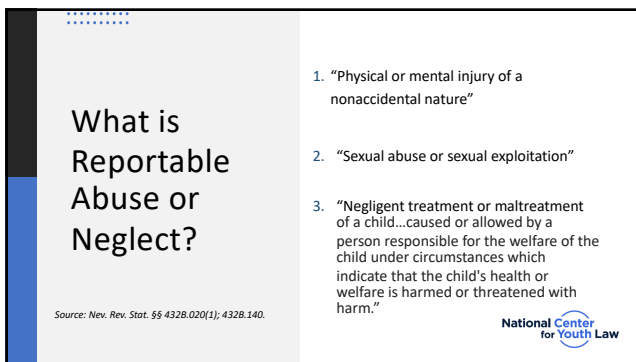 What is
Reportable
Abuse or
Neglect?
Source: Nev. Rev. Stat. §§ 432B.020(1); 432B.140.
1. “Physical or mental injury of a
nonaccidental nature”
2. “Sexual abuse or sexual exploitation”
3. “Negligent treatment or maltreatment
of a child...caused or allowed by a
person responsible for the welfare of the
child under circumstances which
indicate that the child's health or
welfare is harmed or threatened with
harm.”
National Center
for Youth Law